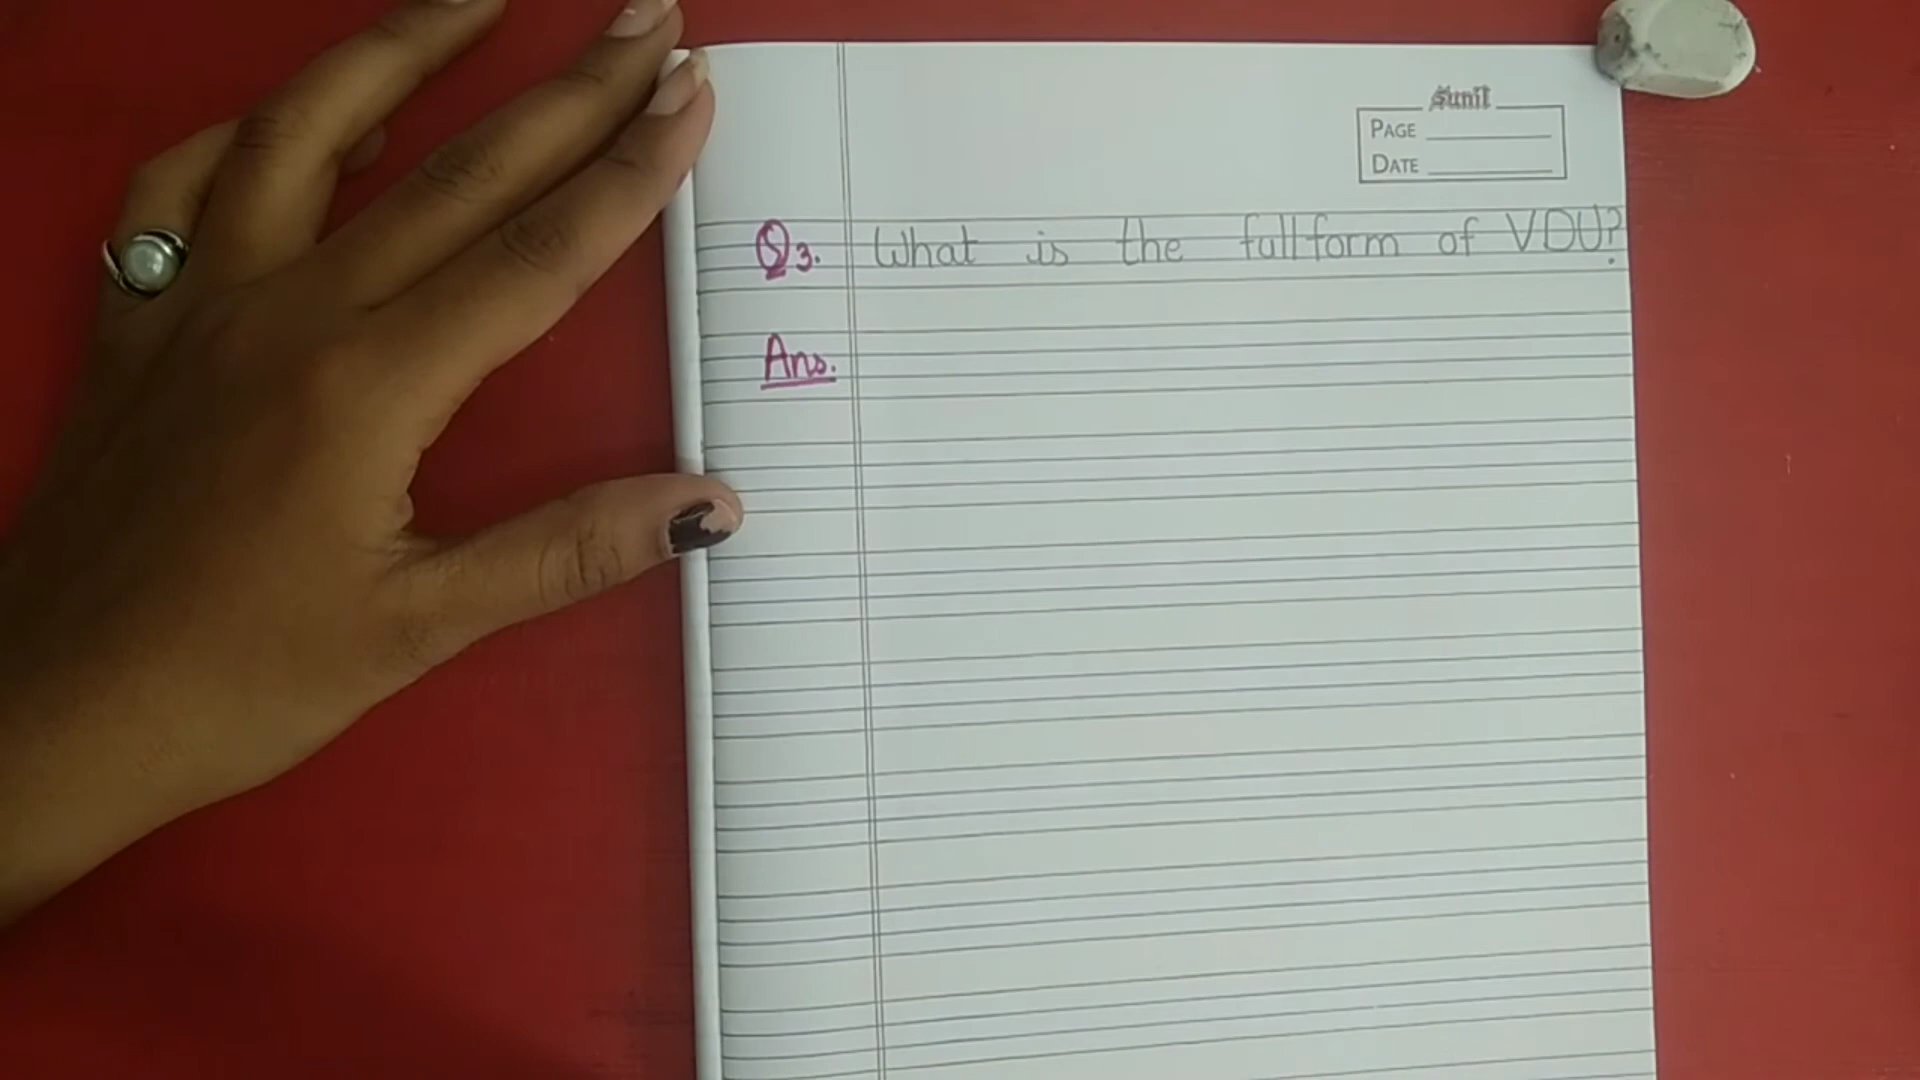 Sunil
PAGE
DATE
Q3. What is the fullform of VDU?
Ans.